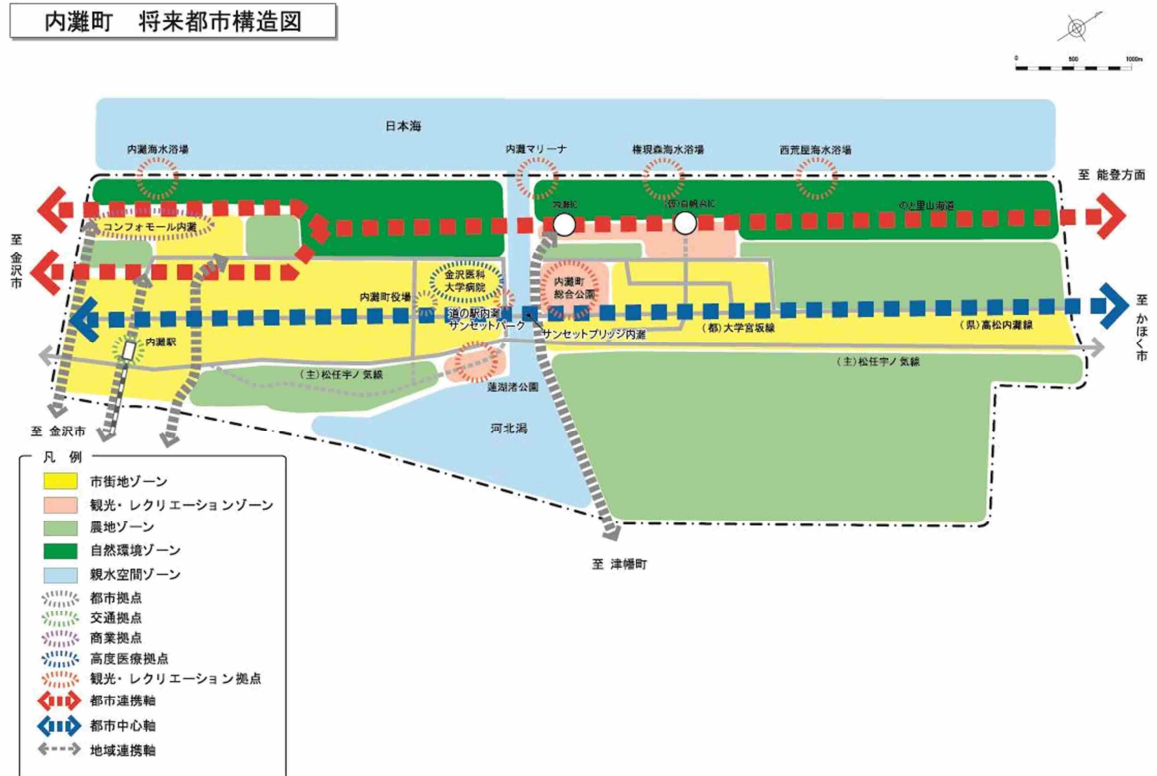 内灘町 将来都市構造図
0 500 1000m
日本海
内灘海水浴場
内灘マリーナ
権現森海水浴場
西荒屋海水浴場
至 能登方面
内灘IC
(仮)白帆台IC
のと里山海道
コンフォモール内灘
至 金沢市
金沢医科
大学病院
内灘町
総合公園
内灘町役場
道の駅内灘
サンセットパーク
サンセットブリッジ内灘
(都)大学宮坂線
(県)高松内灘線
至 かほく市
内灘駅
(主)松任宇ノ気線
(主)松任宇ノ気線
蓮湖渚公園
河北潟
至 金沢市
至 津幡町
凡 例
市街地ゾーン
観光・レクリエーションゾーン
農地ゾーン
自然環境ゾーン
親水空間ゾーン
都市拠点
交通拠点
商業拠点
高度医療拠点
観光・レクリエーション拠点
都市連携軸
都市中心軸
地域連携軸